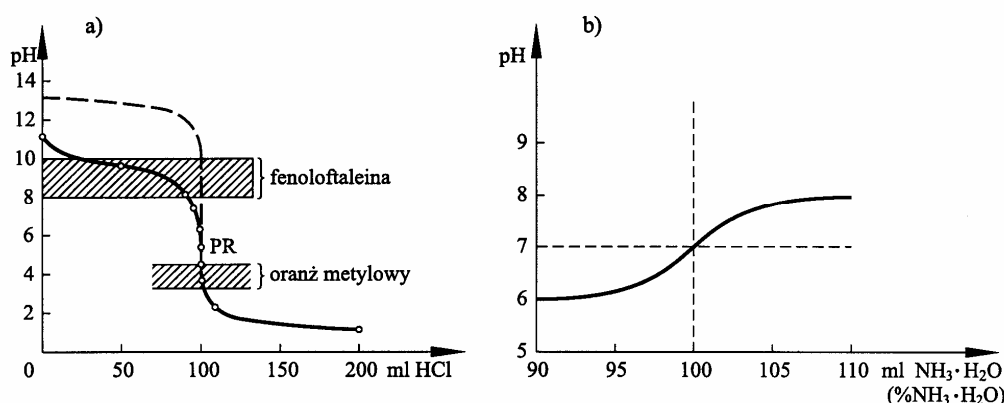 a)
pH
14
12
10
8
6
4
2
0
50
100
150
200
ml HCl
fenoloftaleina
PR
oranż metylowy
b)
pH
9
8
7
6
5
90
95
100
105
110
ml NH₃·H₂O
(%NH₃·H₂O)